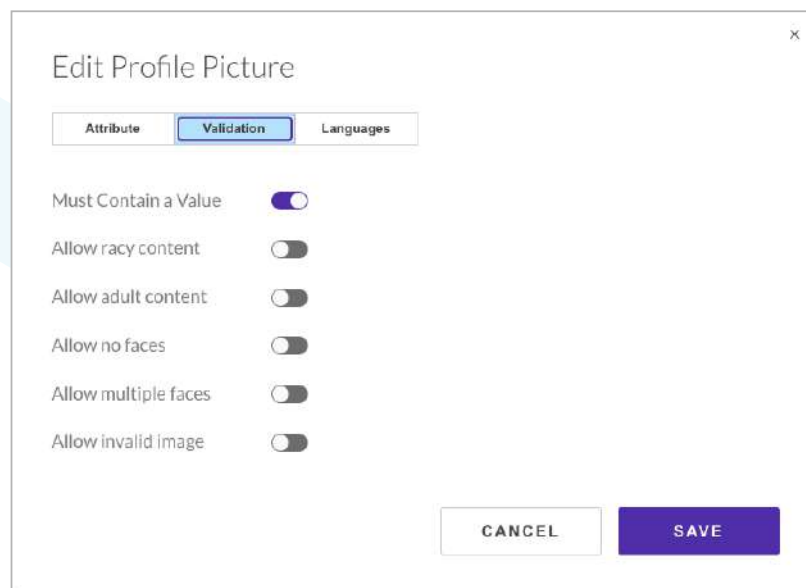 ×
Edit Profile Picture
Attribute Validation Languages
Must Contain a Value
Allow racy content
Allow adult content
Allow no faces
Allow multiple faces
Allow invalid image
CANCEL SAVE